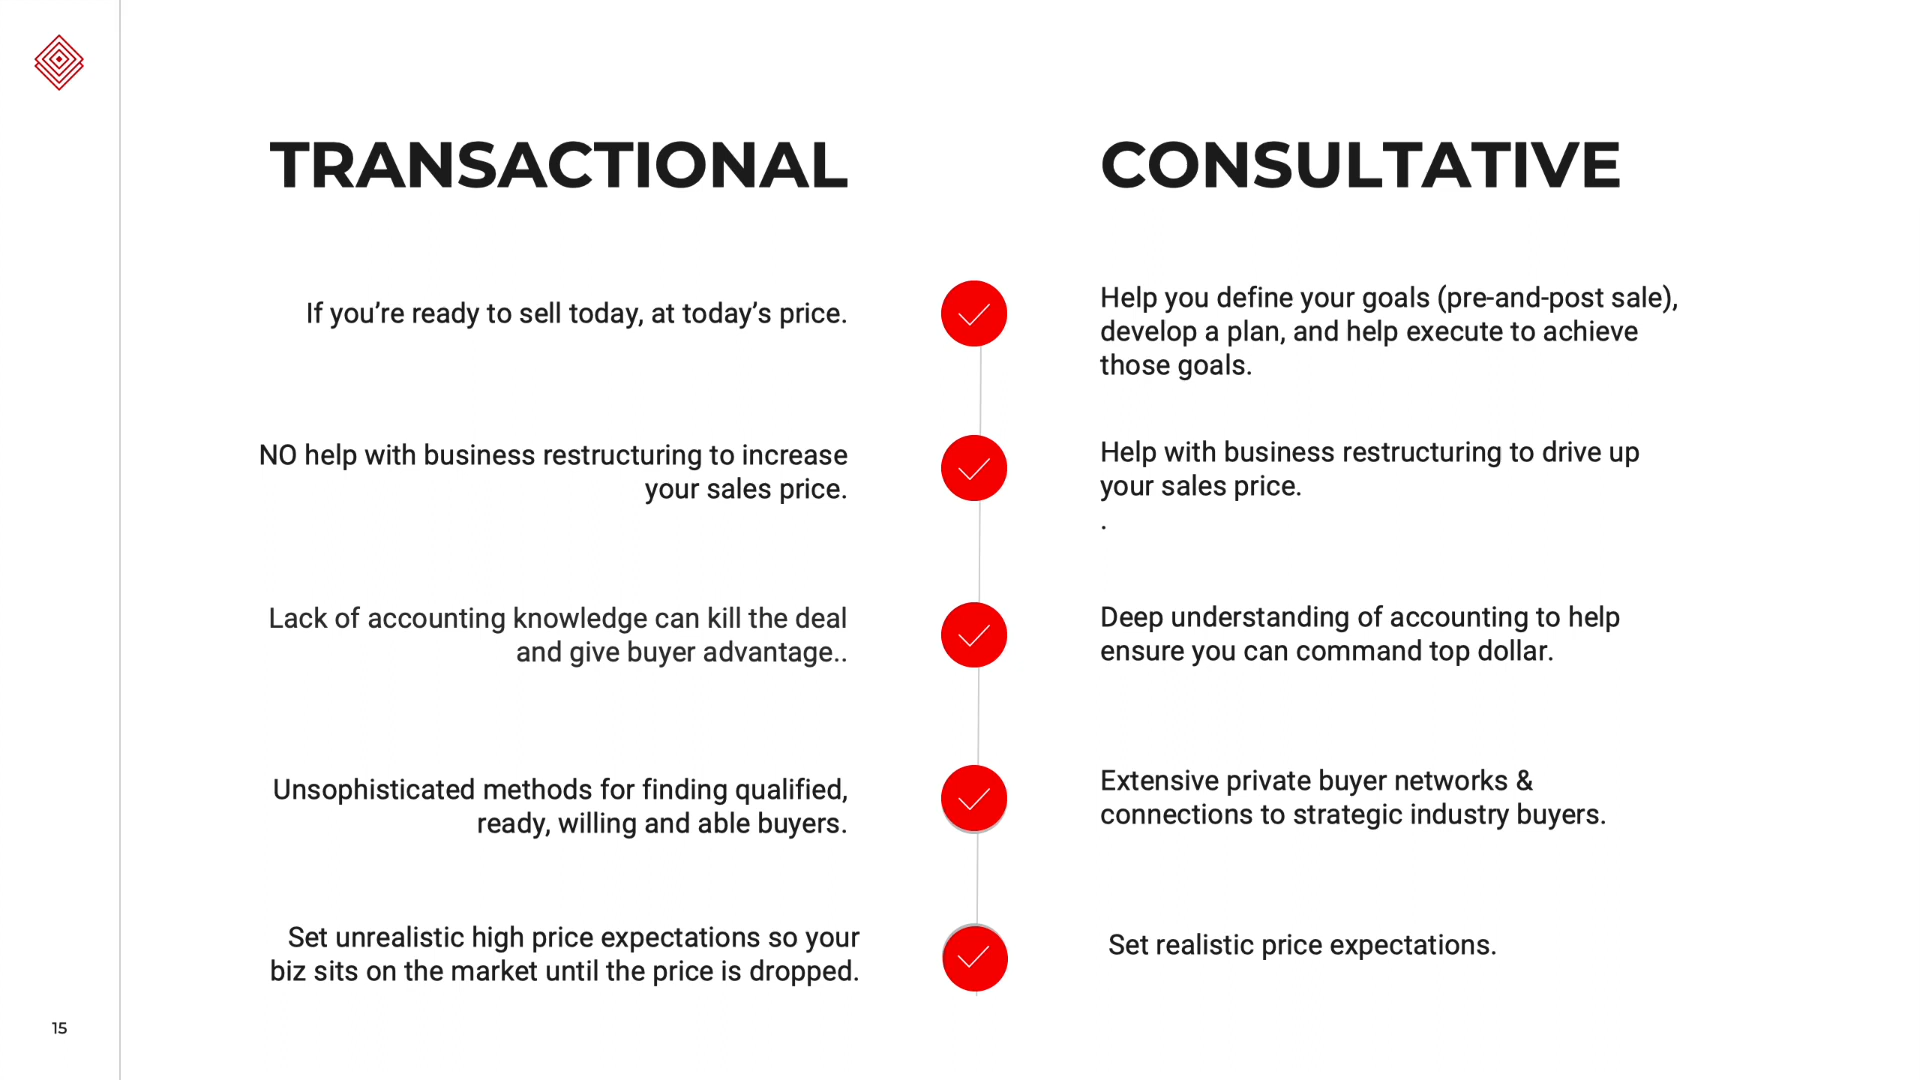 TRANSACTIONAL
CONSULTATIVE
If you’re ready to sell today, at today’s price.
Help you define your goals (pre-and-post sale),
develop a plan, and help execute to achieve
those goals.
NO help with business restructuring to increase
your sales price.
Help with business restructuring to drive up
your sales price.
.
Lack of accounting knowledge can kill the deal
and give buyer advantage..
Deep understanding of accounting to help
ensure you can command top dollar.
Unsophisticated methods for finding qualified,
ready, willing and able buyers.
Extensive private buyer networks &
connections to strategic industry buyers.
Set unrealistic high price expectations so your
biz sits on the market until the price is dropped.
Set realistic price expectations.
15